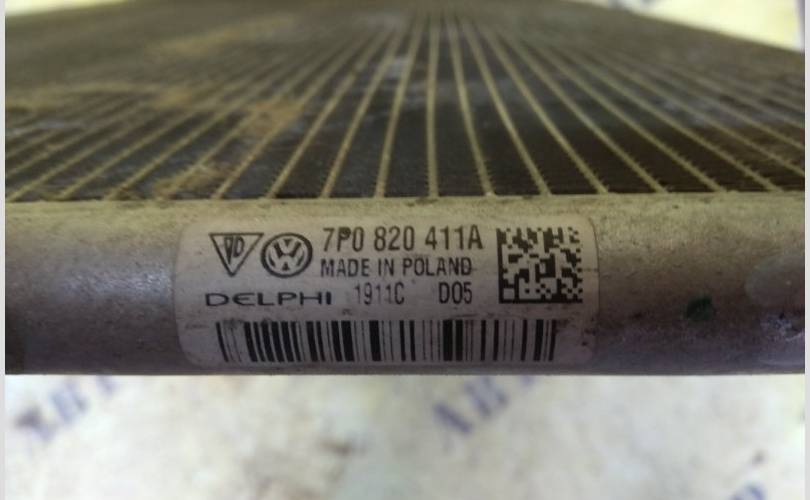 7P0 820 411A
MADE IN POLAND
DELPHI 1911C D05